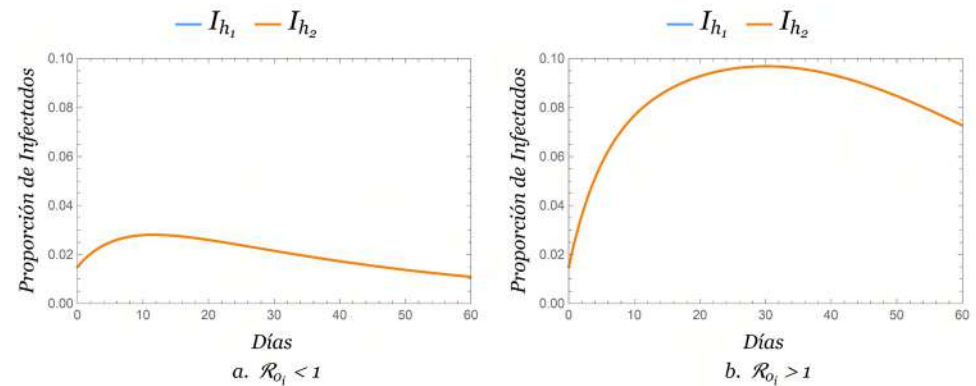 I_{h_1} I_{h_2}
Proporción de Infectados
0.10
0.08
0.06
0.04
0.02
0.00
0 10 20 30 40 50 60
Días
a. ℛ_{0_i} < 1
I_{h_1} I_{h_2}
Proporción de Infectados
0.10
0.08
0.06
0.04
0.02
0.00
0 10 20 30 40 50 60
Días
b. ℛ_{0_i} > 1